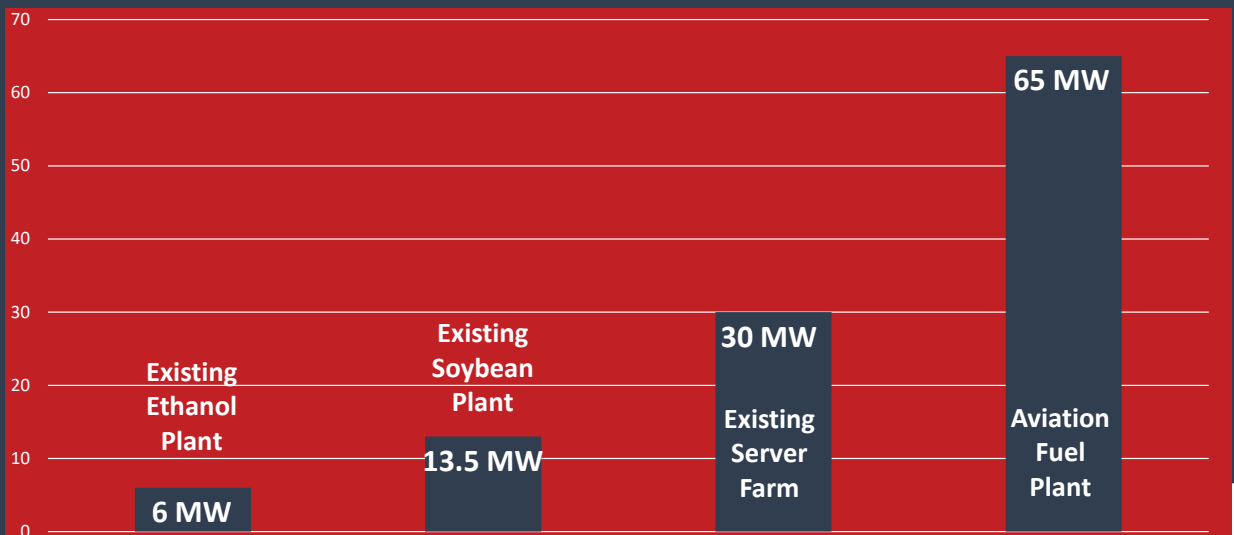 70
60
50
40
30
20
10
0
Existing
Ethanol
Plant
6 MW
Existing
Soybean
Plant
13.5 MW
30 MW
Existing
Server
Farm
65 MW
Aviation
Fuel
Plant